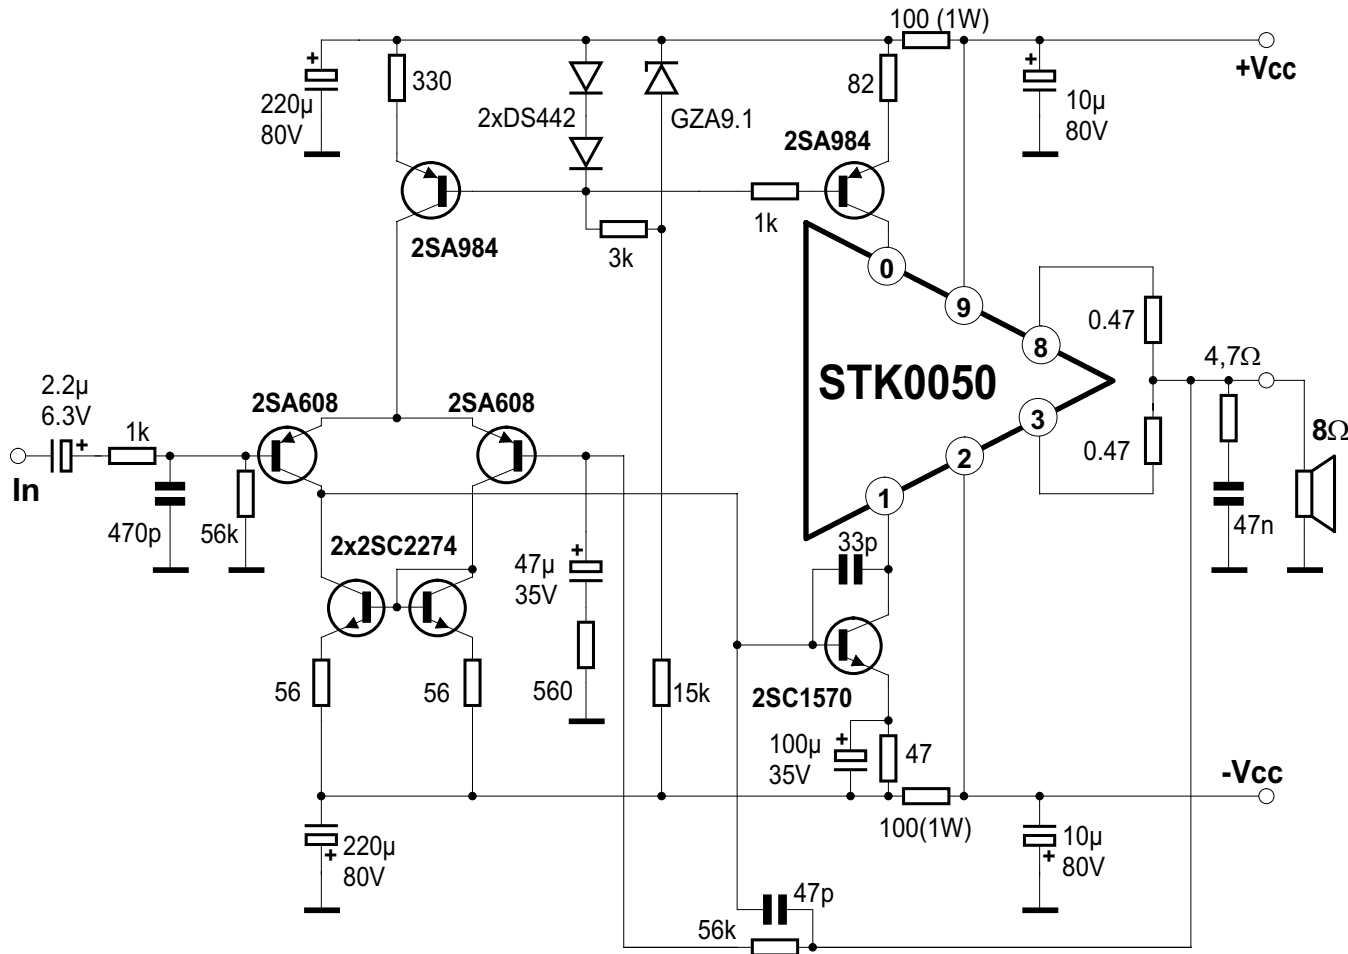 100 (1W)
+
330
220µ
80V
2xDS442
GZA9.1
82
+
10µ
80V
+Vcc
2SA984
1k
2SA984
3k
0
9
8
0.47
STK0050
4,7Ω
2.2µ
6.3V
+
1k
2SA608
2SA608
In
3
0.47
8Ω
2
1
470p
56k
47n
2x2SC2274
+
47µ
35V
33p
56
56
560
15k
2SC1570
100µ
35V
+
47
-Vcc
100(1W)
220µ
80V
+
10µ
80V
+
47p
56k